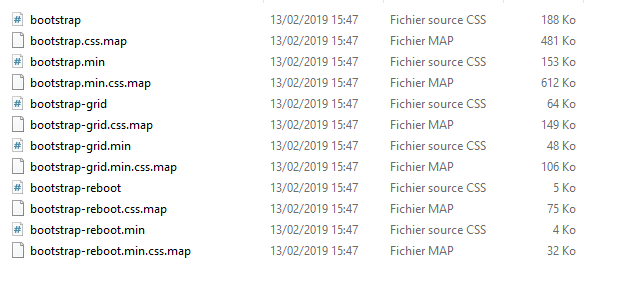 bootstrap 13/02/2019 15:47 Fichier source CSS 188 Ko
bootstrap.css.map 13/02/2019 15:47 Fichier MAP 481 Ko
bootstrap.min 13/02/2019 15:47 Fichier source CSS 153 Ko
bootstrap.min.css.map 13/02/2019 15:47 Fichier MAP 612 Ko
bootstrap-grid 13/02/2019 15:47 Fichier source CSS 64 Ko
bootstrap-grid.css.map 13/02/2019 15:47 Fichier MAP 149 Ko
bootstrap-grid.min 13/02/2019 15:47 Fichier source CSS 48 Ko
bootstrap-grid.min.css.map 13/02/2019 15:47 Fichier MAP 106 Ko
bootstrap-reboot 13/02/2019 15:47 Fichier source CSS 5 Ko
bootstrap-reboot.css.map 13/02/2019 15:47 Fichier MAP 75 Ko
bootstrap-reboot.min 13/02/2019 15:47 Fichier source CSS 4 Ko
bootstrap-reboot.min.css.map 13/02/2019 15:47 Fichier MAP 32 Ko